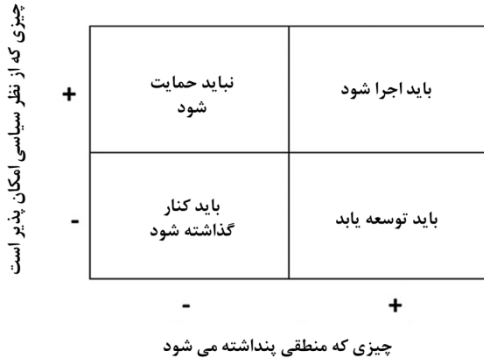 چیزی که از نظر سیاسی امکان پذیر است
+
نباید حمایت
شود
باید اجرا شود
-
باید کنار
گذاشته شود
باید توسعه یابد
-
+
چیزی که منطقی پنداشته می شود